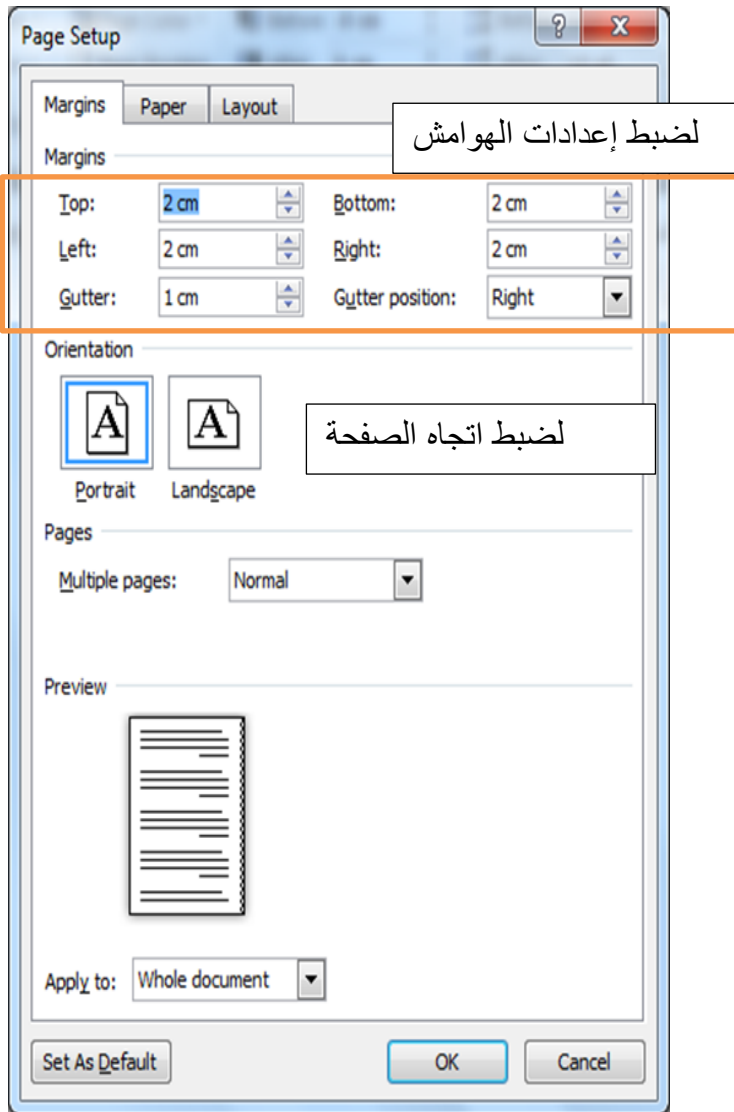 Page Setup
Margins Paper Layout
لضبط إعدادات الهوامش
Margins
Top: 2 cm Bottom: 2 cm
Left: 2 cm Right: 2 cm
Gutter: 1 cm Gutter position: Right
Orientation
A A
لضبط اتجاه الصفحة
Portrait Landscape
Pages
Multiple pages: Normal
Preview
Apply to: Whole document
Set As Default OK Cancel